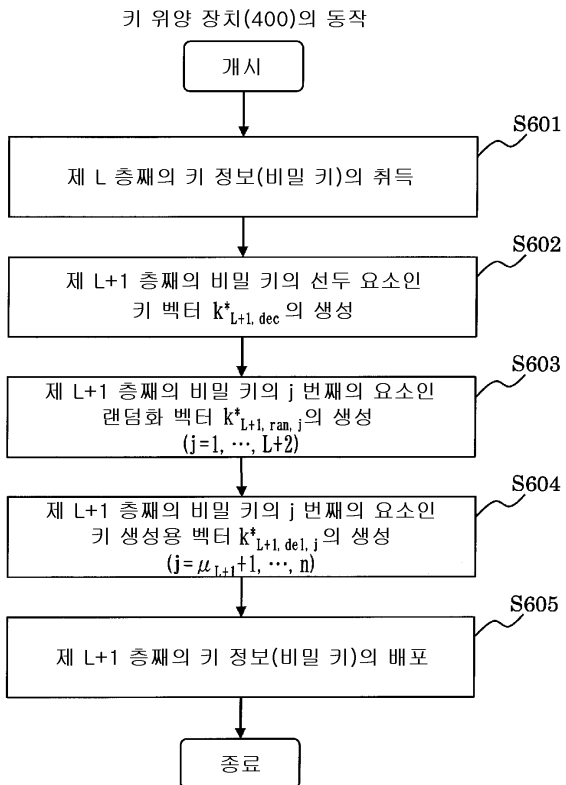 키 위양 장치(400)의 동작
개시
S601
제 L 층째의 키 정보(비밀 키)의 취득
S602
제 L+1 층째의 비밀 키의 선두 요소인
키 벡터 k*L+1, dec 의 생성
S603
제 L+1 층째의 비밀 키의 j 번째의 요소인
랜덤화 벡터 k*L+1, ran, j의 생성
(j=1, ⋯, L+2)
S604
제 L+1 층째의 비밀 키의 j 번째의 요소인
키 생성용 벡터 k*L+1, del, j의 생성
(j=μL+1+1, ⋯, n)
S605
제 L+1 층째의 키 정보(비밀 키)의 배포
종료